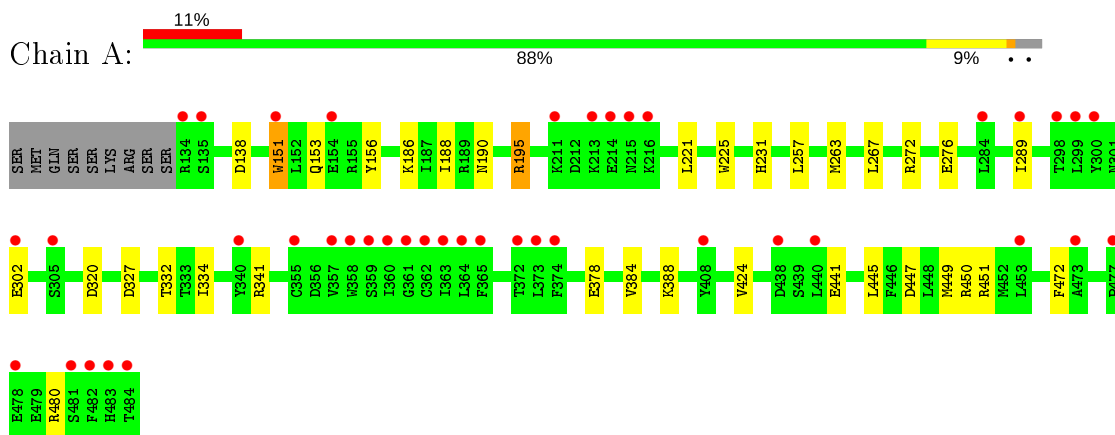 11%
Chain A:
88% 9% • •
SER MET GLN SER SER LYS ARG SER SER R134 S135 D138 W151 L152 Q153 E154 R155 Y156 K186 I187 I188 R189 N190 R195 K211 D212 K213 E214 N215 K216 L221 W225 H231 L257 M263 L267 R272 E276 L284 I289 T298 L299 Y300 N301
E302 S305 D320 D327 T332 T333 I334 Y340 R341 C355 D356 V357 W358 S359 I360 G361 C362 I363 L364 F365 T372 L373 F374 E378 V384 K388 Y408 V424 D438 S439 L440 E441 L445 F446 D447 L448 M449 R450 R451 M452 L453 F472 A473 P477
E478 E479 R480 S481 F482 H483 T484